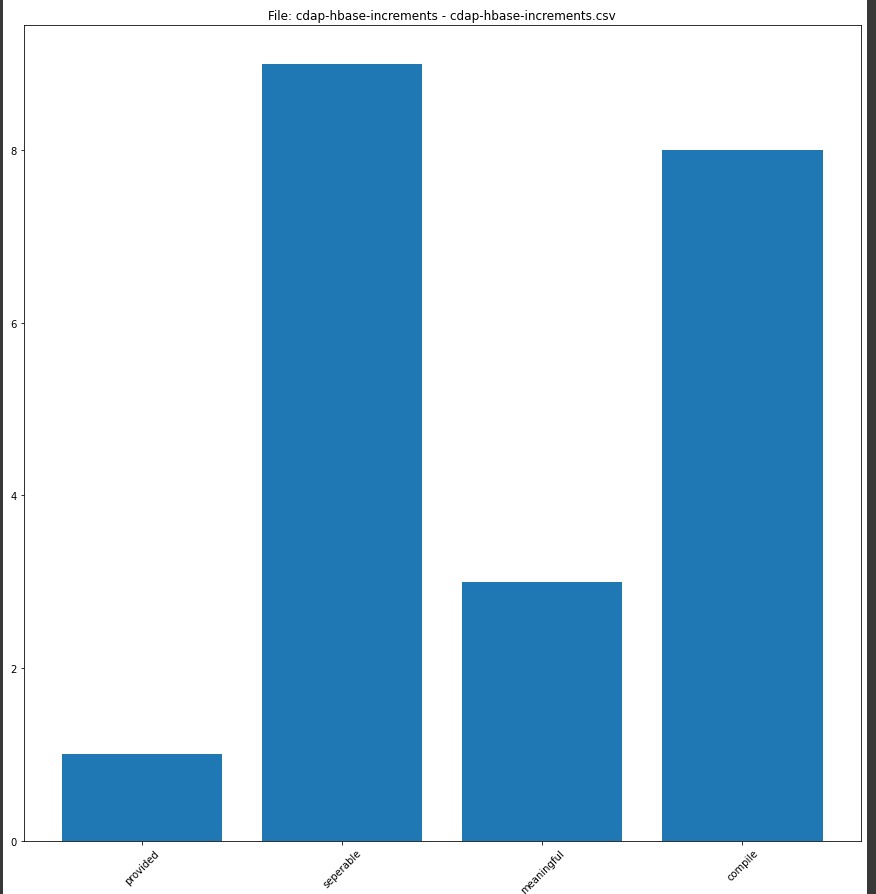 File: cdap-hbase-increments - cdap-hbase-increments.csv
8
6
4
2
0
provided
seperable
meaningful
compile